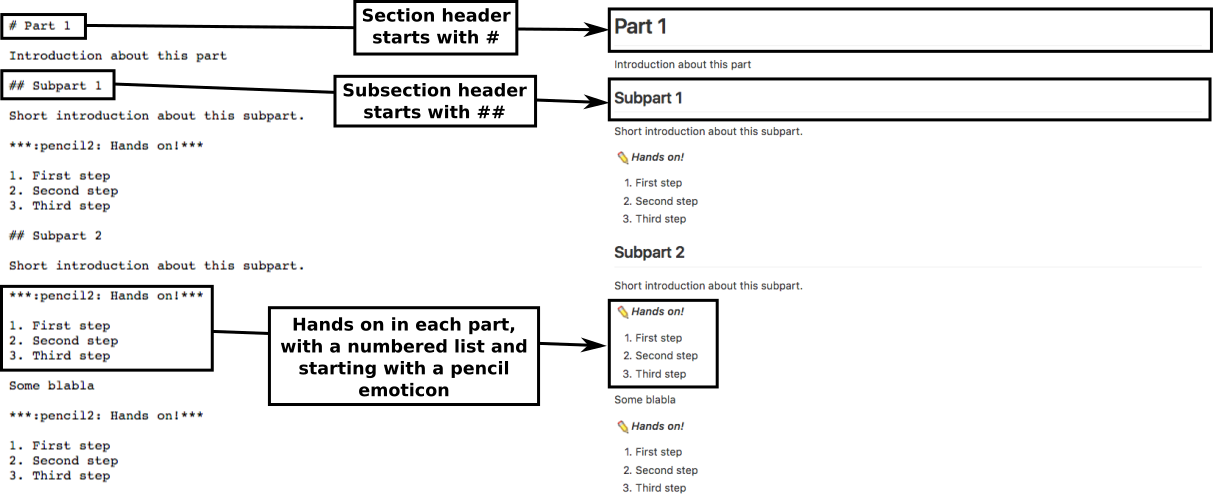 # Part 1
Introduction about this part
## Subpart 1
Short introduction about this subpart.
***:pencil2: Hands on!***
1. First step
2. Second step
3. Third step
## Subpart 2
Short introduction about this subpart.
***:pencil2: Hands on!***
1. First step
2. Second step
3. Third step
Some blabla
***:pencil2: Hands on!***
1. First step
2. Second step
3. Third step
Section header
starts with #
Subsection header
starts with ##
Hands on in each part,
with a numbered list and
starting with a pencil
emoticon
Part 1
Introduction about this part
Subpart 1
Short introduction about this subpart.
Hands on!
1. First step
2. Second step
3. Third step
Subpart 2
Short introduction about this subpart.
Hands on!
1. First step
2. Second step
3. Third step
Some blabla
Hands on!
1. First step
2. Second step
3. Third step